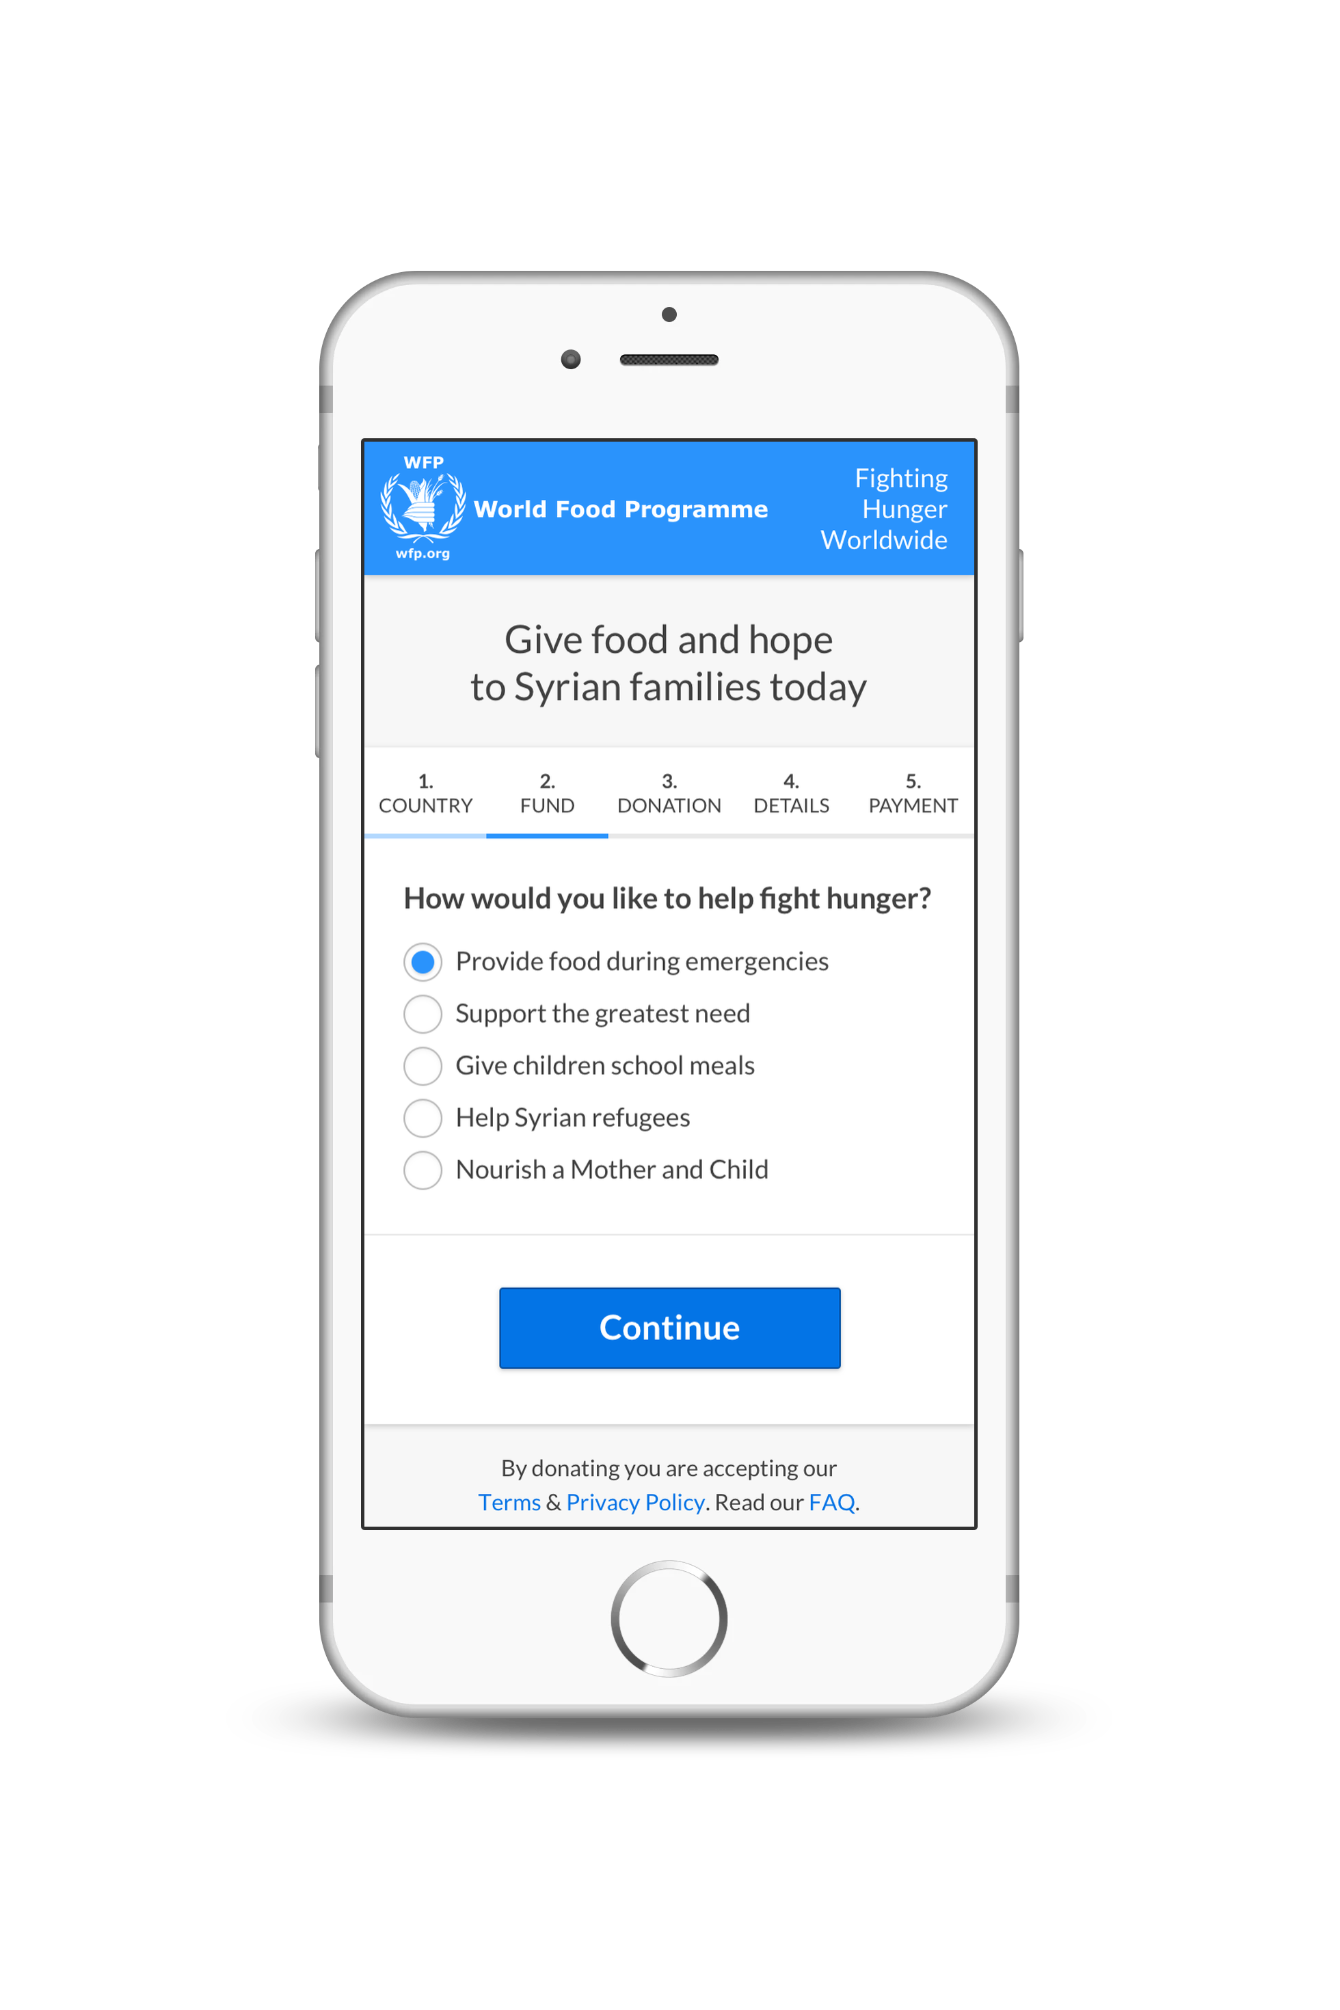 WFP
wfp.org
World Food Programme
Fighting
Hunger
Worldwide
Give food and hope
to Syrian families today
1.
COUNTRY
2.
FUND
3.
DONATION
4.
DETAILS
5.
PAYMENT
How would you like to help fight hunger?
Provide food during emergencies
Support the greatest need
Give children school meals
Help Syrian refugees
Nourish a Mother and Child
Continue
By donating you are accepting our
Terms & Privacy Policy. Read our FAQ.